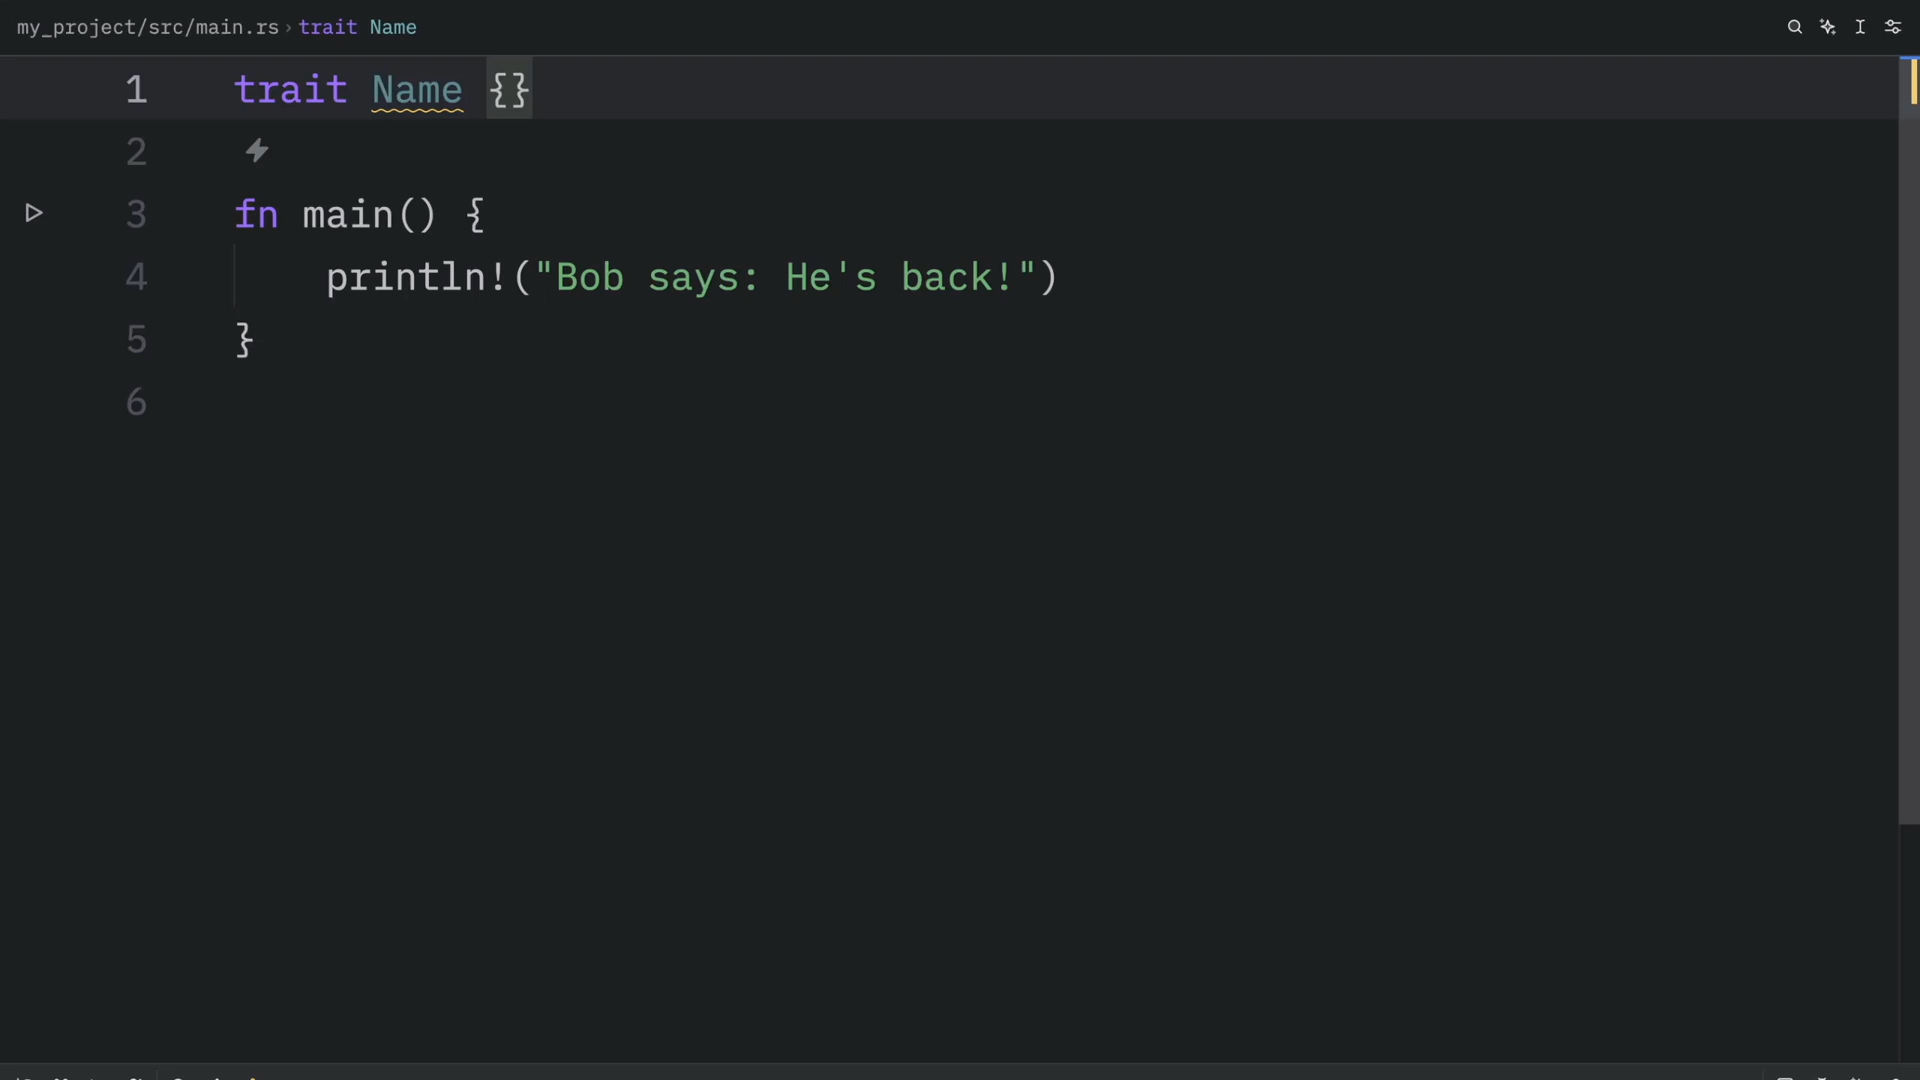 my_project/src/main.rs › trait Name
1 trait Name {}
2
3 fn main() {
4 println!("Bob says: He's back!")
5 }
6